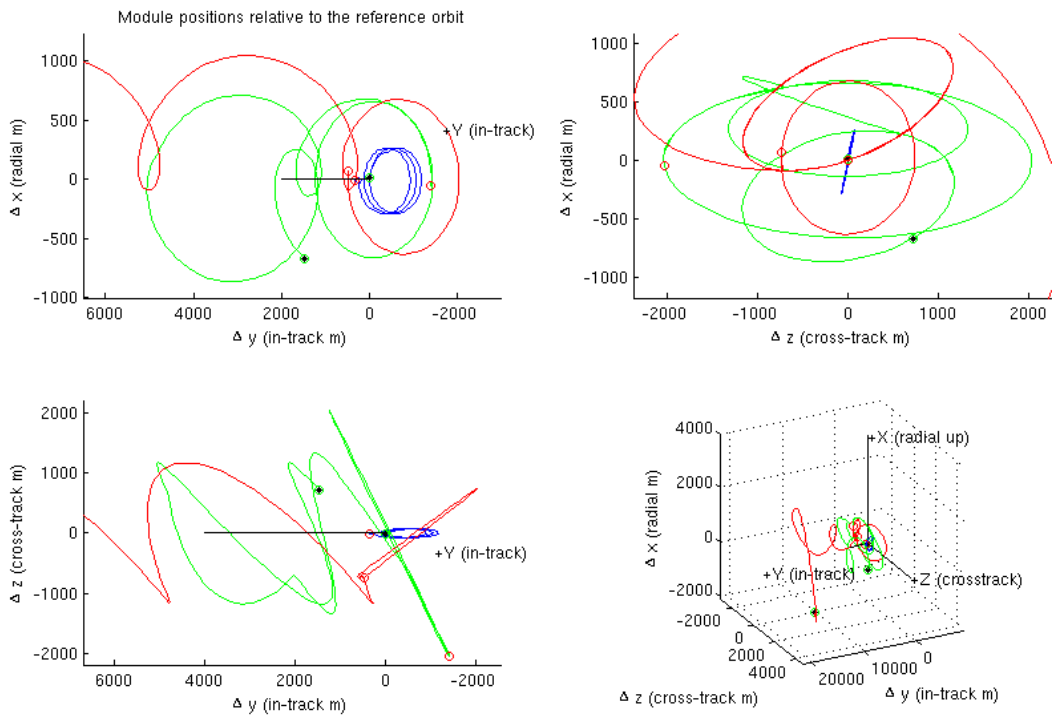 Module positions relative to the reference orbit
1000
500
0
-500
-1000
Δ x (radial m)
+Y (in-track)
6000 4000 2000 0 -2000
Δ y (in-track m)
1000
500
0
-500
-1000
Δ x (radial m)
-2000 -1000 0 1000 2000
Δ z (cross-track m)
2000
1000
0
-1000
-2000
Δ z (cross-track m)
+Y (in-track)
6000 4000 2000 0 -2000
Δ y (in-track m)
4000
2000
0
-2000
Δ x (radial m)
+X (radial up)
+Y (in-track)
+Z (crosstrack)
-2000
0
2000
4000
Δ z (cross-track m)
20000
10000
0
Δ y (in-track m)